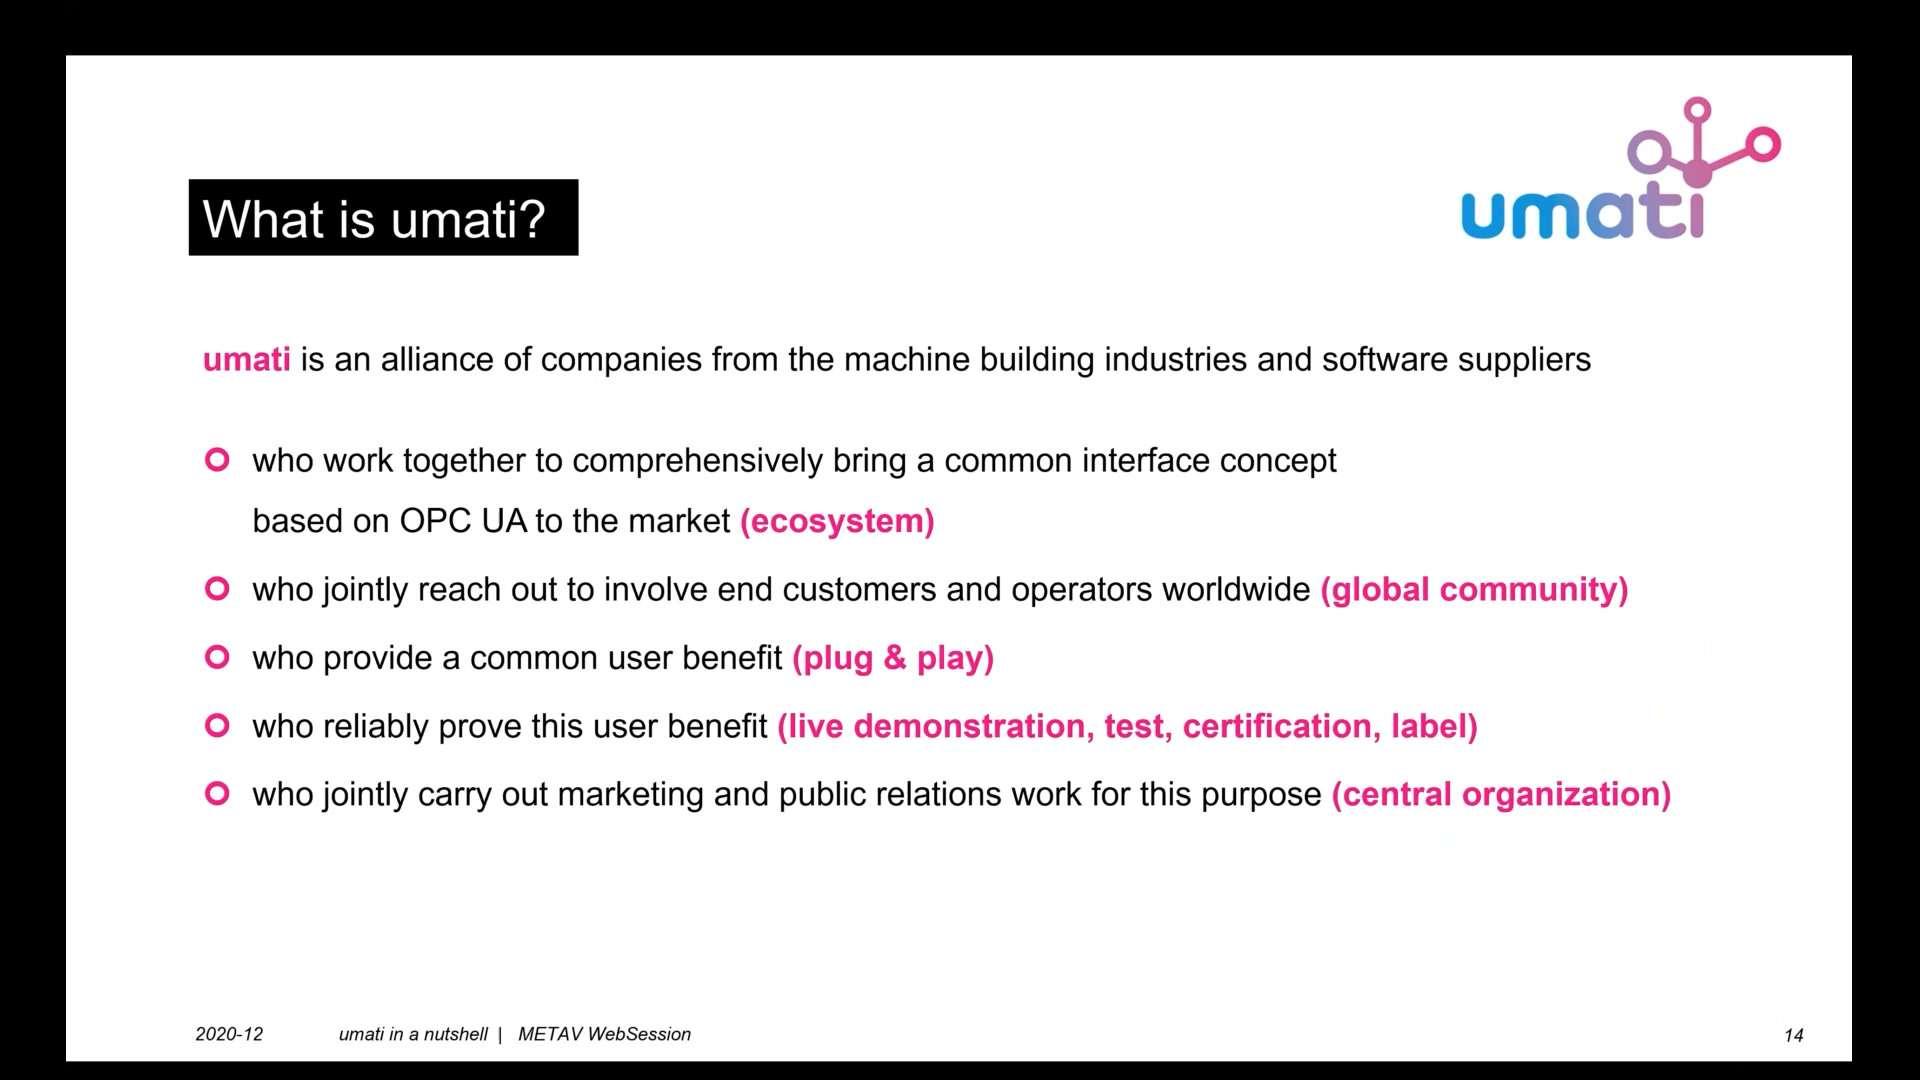 umati
What is umati?
umati is an alliance of companies from the machine building industries and software suppliers
who work together to comprehensively bring a common interface concept
based on OPC UA to the market (ecosystem)
who jointly reach out to involve end customers and operators worldwide (global community)
who provide a common user benefit (plug & play)
who reliably prove this user benefit (live demonstration, test, certification, label)
who jointly carry out marketing and public relations work for this purpose (central organization)
2020-12 umati in a nutshell | METAV WebSession 14